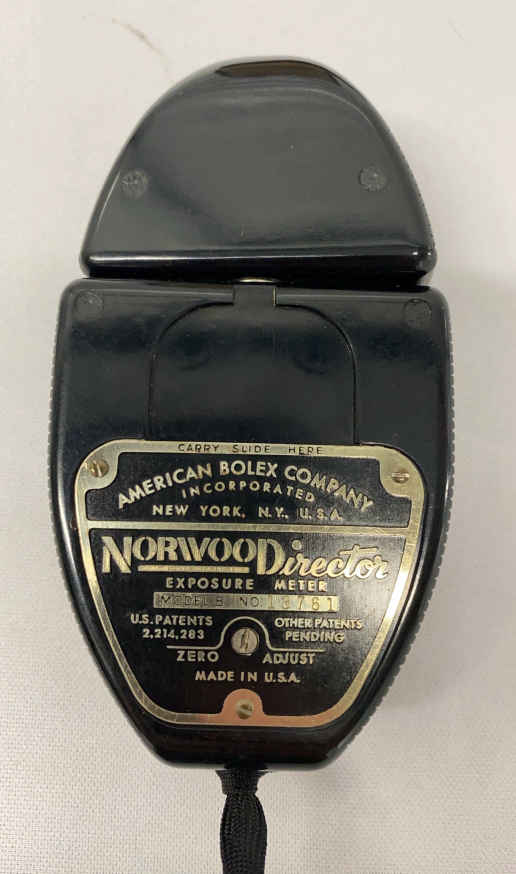 CARRY SLIDE HERE
AMERICAN BOLEX COMPANY
INCORPORATED
NEW YORK, N.Y., U.S.A.
NORWOOD Director
EXPOSURE METER
MODEL B NO.
U.S. PATENTS
2,214,283
OTHER PATENTS
PENDING
ZERO ADJUST
MADE IN U.S.A.